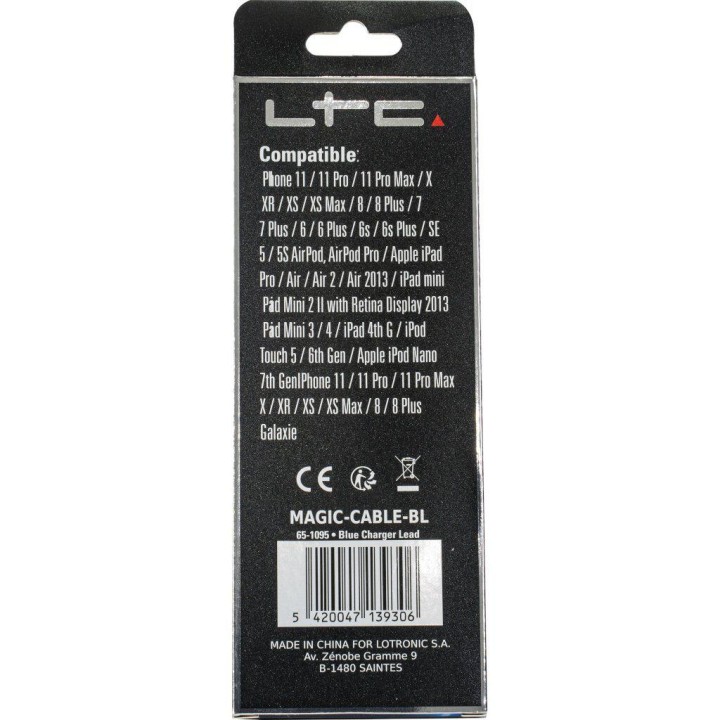 LTC
Compatible:
Phone 11 / 11 Pro / 11 Pro Max / X
XR / XS / XS Max / 8 / 8 Plus / 7
7 Plus / 6 / 6 Plus / 6s / 6s Plus / SE
5 / 5S AirPod, AirPod Pro / Apple iPad
Pro / Air / Air 2 / Air 2013 / iPad mini
Pad Mini 2 II with Retina Display 2013
Pad Mini 3 / 4 / iPad 4th G / iPod
Touch 5 / 6th Gen / Apple iPod Nano
7th GenIPhone 11 / 11 Pro / 11 Pro Max
X / XR / XS / XS Max / 8 / 8 Plus
Galaxie
CE
MAGIC-CABLE-BL
65-1095 • Blue Charger Lead
5 420047 139306
MADE IN CHINA FOR LOTRONIC S.A.
Av. Zénobe Gramme 9
B-1480 SAINTES